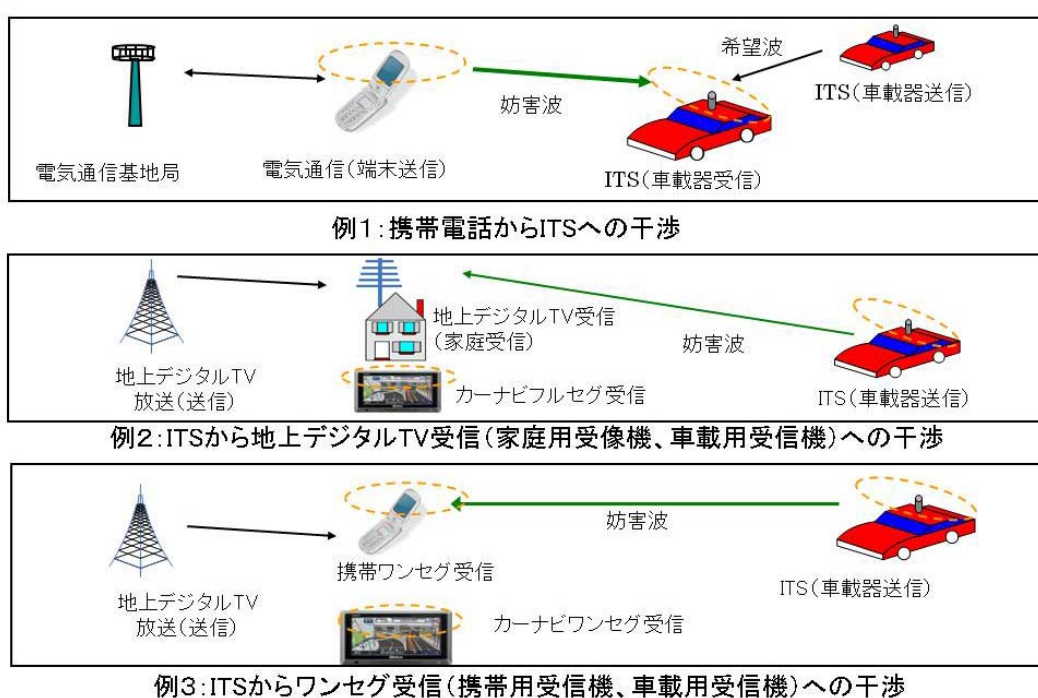 希望波
妨害波
ITS(車載器送信)
電気通信基地局
電気通信(端末送信)
ITS(車載器受信)
例1:携帯電話からITSへの干渉
地上デジタルTV受信
(家庭受信)
妨害波
地上デジタルTV
放送(送信)
カーナビフルセグ受信
ITS(車載器送信)
例2:ITSから地上デジタルTV受信(家庭用受像機、車載用受信機)への干渉
妨害波
携帯ワンセグ受信
ITS(車載器送信)
地上デジタルTV
放送(送信)
カーナビワンセグ受信
例3:ITSからワンセグ受信(携帯用受信機、車載用受信機)への干渉